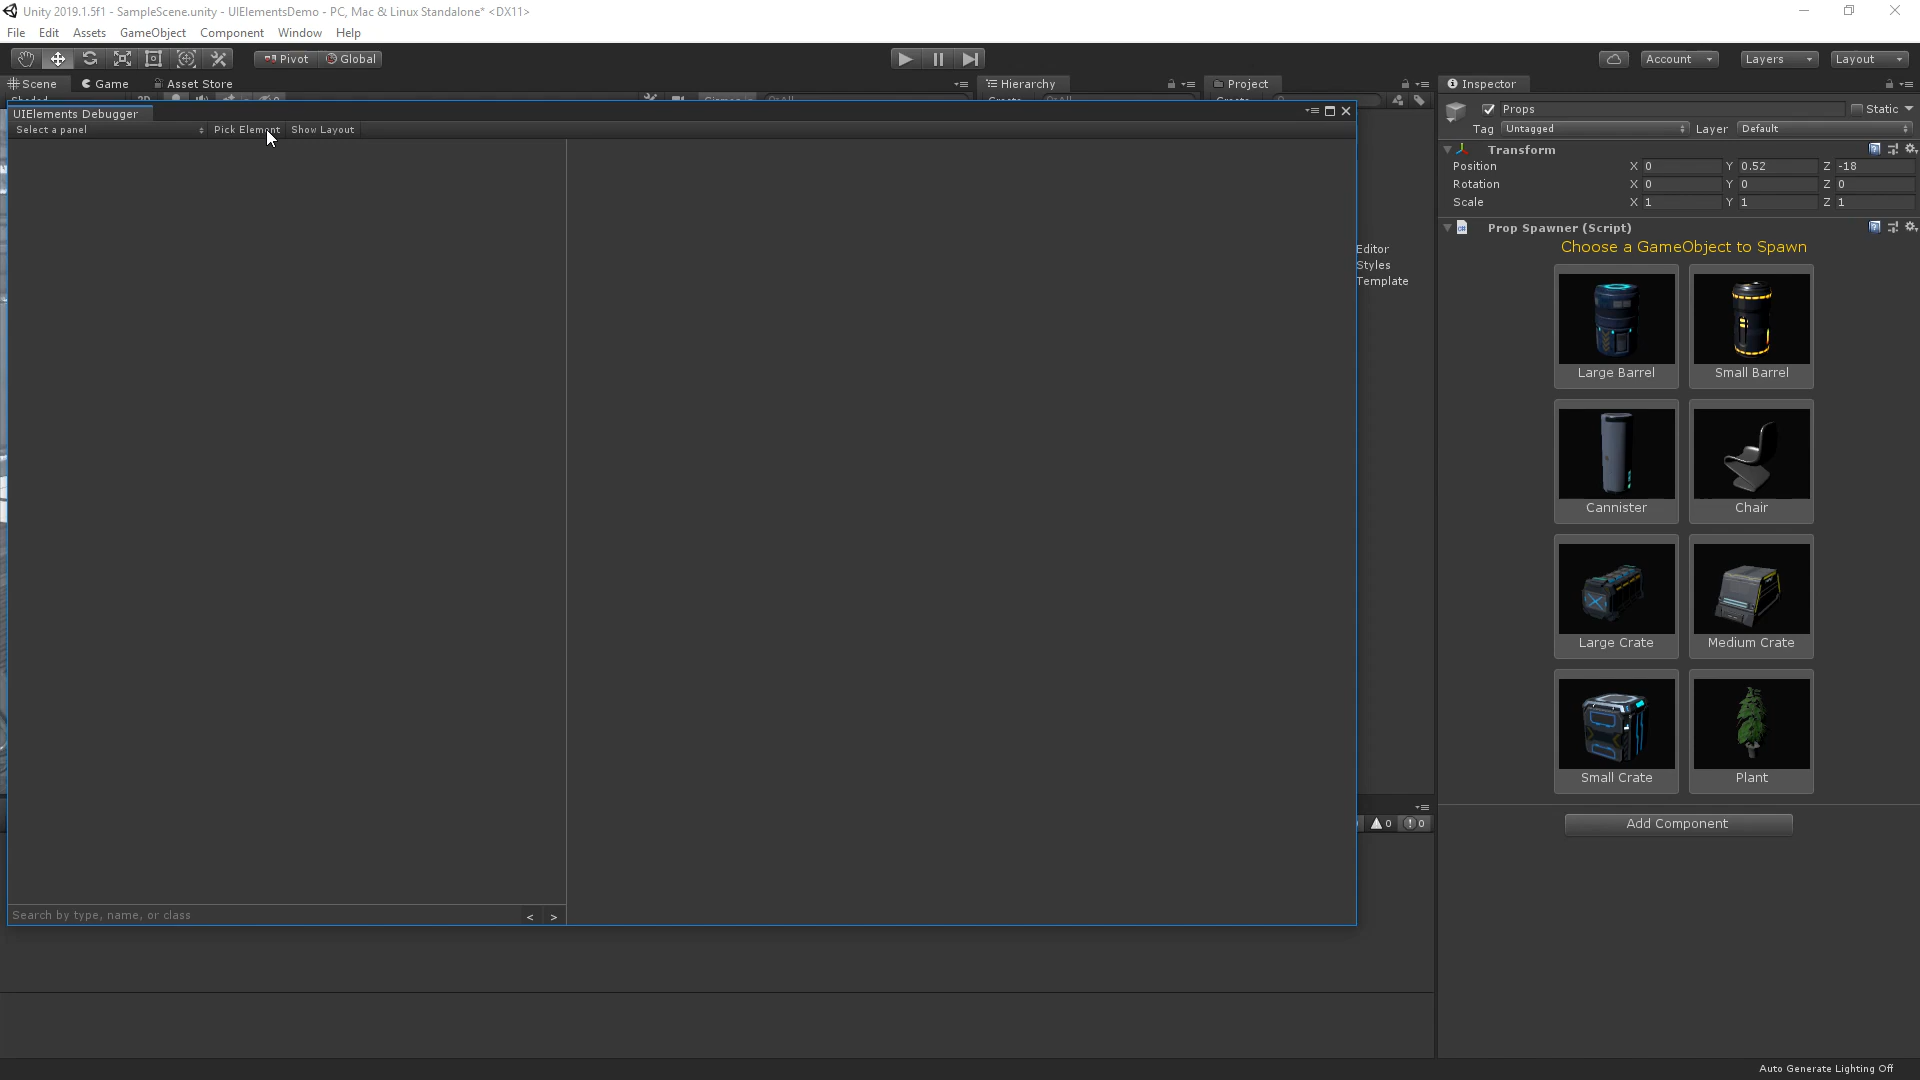 Unity 2019.1.5f1 - SampleScene.unity - UIElementsDemo - PC, Mac & Linux Standalone* <DX11>
File Edit Assets GameObject Component Window Help
Pivot Global Account Layers Layout
Scene Game Asset Store Hierarchy Project Inspector
UIElements Debugger
Select a panel Pick Element Show Layout
Editor
Styles
Template
Search by type, name, or class < >
0 0
Props Static
Tag Untagged Layer Default
Transform
Position X 0 Y 0.52 Z -18
Rotation X 0 Y 0 Z 0
Scale X 1 Y 1 Z 1
Prop Spawner (Script)
Choose a GameObject to Spawn
Large Barrel Small Barrel
Cannister Chair
Large Crate Medium Crate
Small Crate Plant
Add Component
Auto Generate Lighting Off